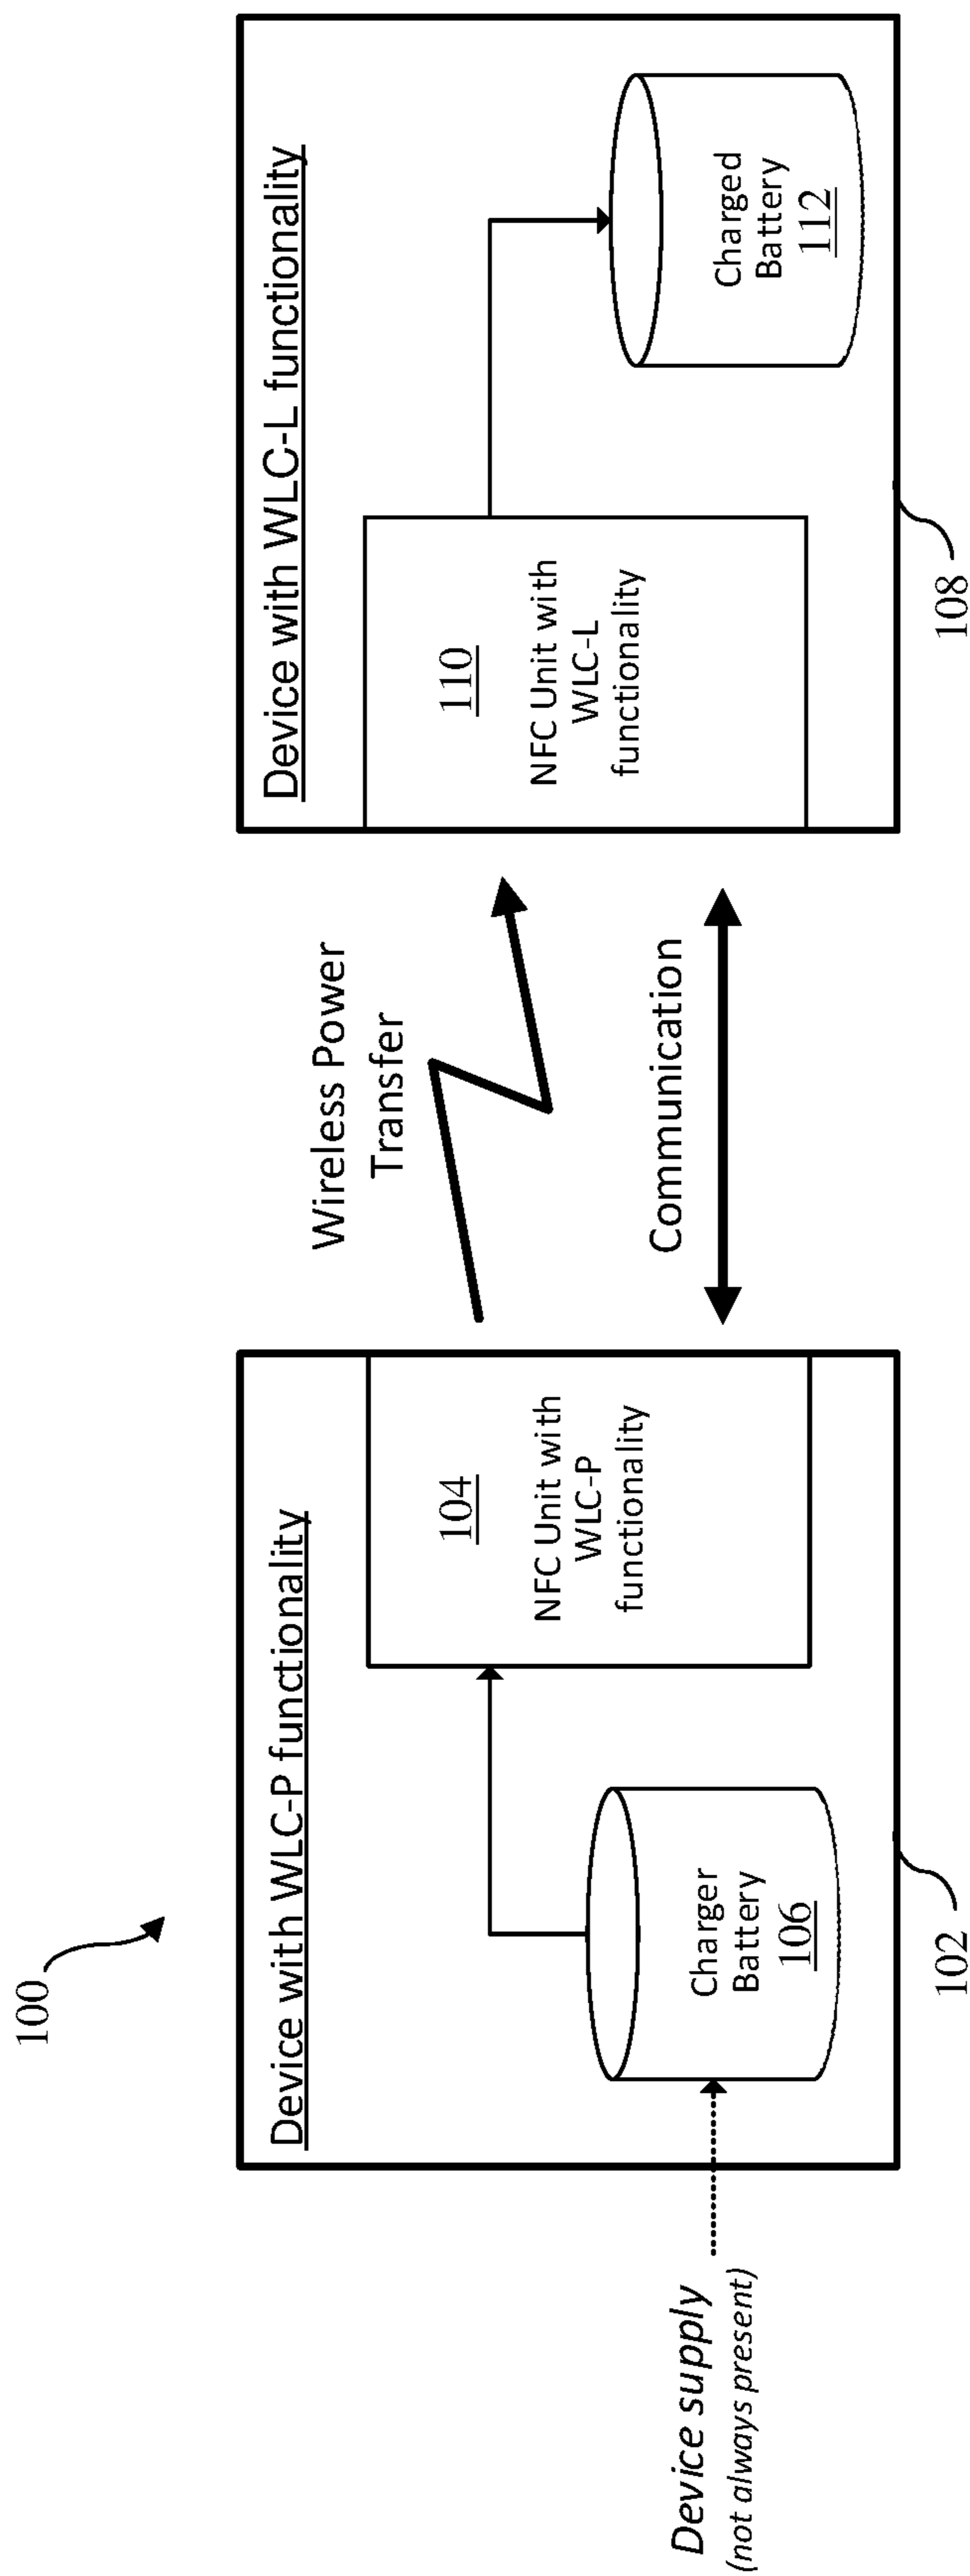 100
Device with WLC-P functionality
104
NFC Unit with
WLC-P
functionality
Charger
Battery
106
102
Device supply
(not always present)
Wireless Power
Transfer
Communication
Device with WLC-L functionality
110
NFC Unit with
WLC-L
functionality
Charged
Battery
112
108